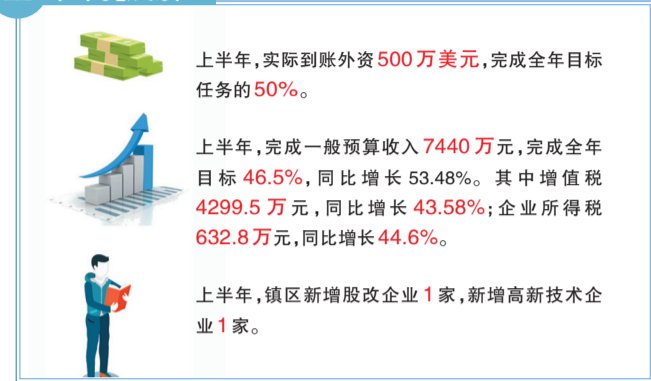 上半年,实际到账外资500万美元,完成全年目标
任务的50%。
上半年,完成一般预算收入7440万元,完成全年
目标46.5%,同比增长53.48%。其中增值税
4299.5万元,同比增长43.58%;企业所得税
632.8万元,同比增长44.6%。
上半年,镇区新增股改企业1家,新增高新技术企
业1家。